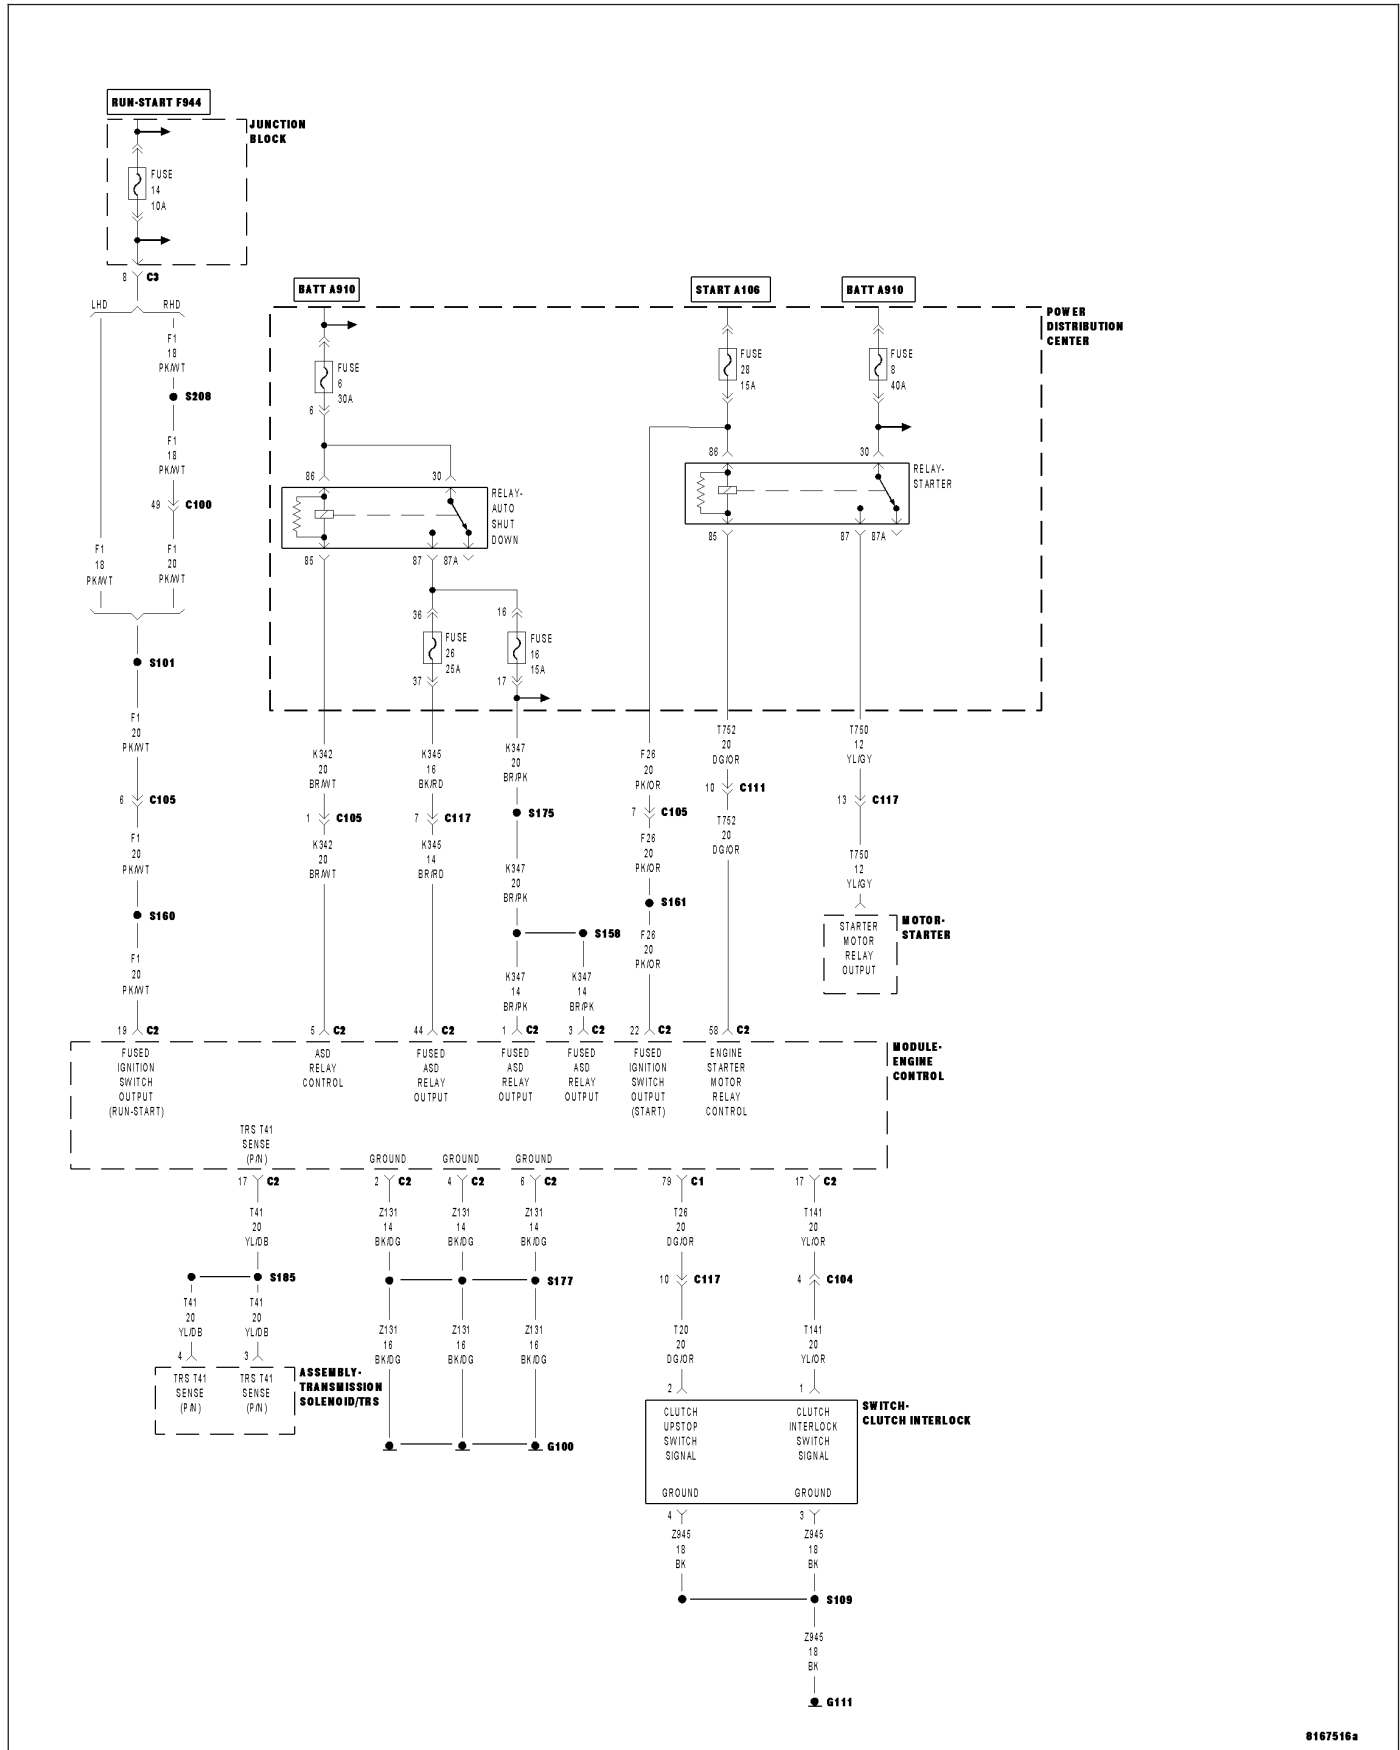 RUN-START F944
JUNCTION
BLOCK
FUSE
14
10A
8 C3
LHD
RHD
F1
18
PK/WT
S208
F1
18
PK/WT
49 C100
F1
18
PK/WT
F1
20
PK/WT
S101
F1
20
PK/WT
6 C105
F1
20
PK/WT
S160
F1
20
PK/WT
19 C2
BATT A910
START A106
BATT A910
POWER
DISTRIBUTION
CENTER
FUSE
6
30A
6
86
30
RELAY-
AUTO
SHUT
DOWN
85
87
87A
36
FUSE
26
25A
37
16
FUSE
16
15A
17
FUSE
28
15A
FUSE
8
40A
86
30
RELAY-
STARTER
85
87
87A
K342
20
BR/WT
1 C105
K342
20
BR/WT
5 C2
K345
16
BK/RD
7 C117
K345
14
BR/RD
44 C2
K347
20
BR/PK
S175
K347
20
BR/PK
S158
K347
14
BR/PK
1 C2
K347
14
BR/PK
3 C2
F26
20
PK/OR
7 C105
F26
20
PK/OR
S161
F26
20
PK/OR
22 C2
T752
20
DG/OR
10 C111
T752
20
DG/OR
58 C2
T750
12
YL/GY
13 C117
T750
12
YL/GY
STARTER
MOTOR
RELAY
OUTPUT
MOTOR-
STARTER
FUSED
IGNITION
SWITCH
OUTPUT
(RUN-START)
ASD
RELAY
CONTROL
FUSED
ASD
RELAY
OUTPUT
FUSED
ASD
RELAY
OUTPUT
FUSED
ASD
RELAY
OUTPUT
FUSED
IGNITION
SWITCH
OUTPUT
(START)
ENGINE
STARTER
MOTOR
RELAY
CONTROL
MODULE-
ENGINE
CONTROL
TRS T41
SENSE
(P/N)
GROUND
GROUND
GROUND
17 C2
T41
20
YL/DB
S185
T41
20
YL/DB
T41
20
YL/DB
4
3
TRS T41
SENSE
(P/N)
TRS T41
SENSE
(P/N)
ASSEMBLY-
TRANSMISSION
SOLENOID/TRS
2 C2
4 C2
6 C2
Z131
14
BK/DG
Z131
14
BK/DG
Z131
14
BK/DG
S177
Z131
16
BK/DG
Z131
16
BK/DG
Z131
16
BK/DG
G100
79 C1
T26
20
DG/OR
10 C117
T20
20
DG/OR
2
17 C2
T141
20
YL/OR
4 C104
T141
20
YL/OR
1
CLUTCH
UPSTOP
SWITCH
SIGNAL
CLUTCH
INTERLOCK
SWITCH
SIGNAL
SWITCH-
CLUTCH INTERLOCK
GROUND
GROUND
4
3
Z945
18
BK
Z945
18
BK
S109
Z945
18
BK
G111
8167516a